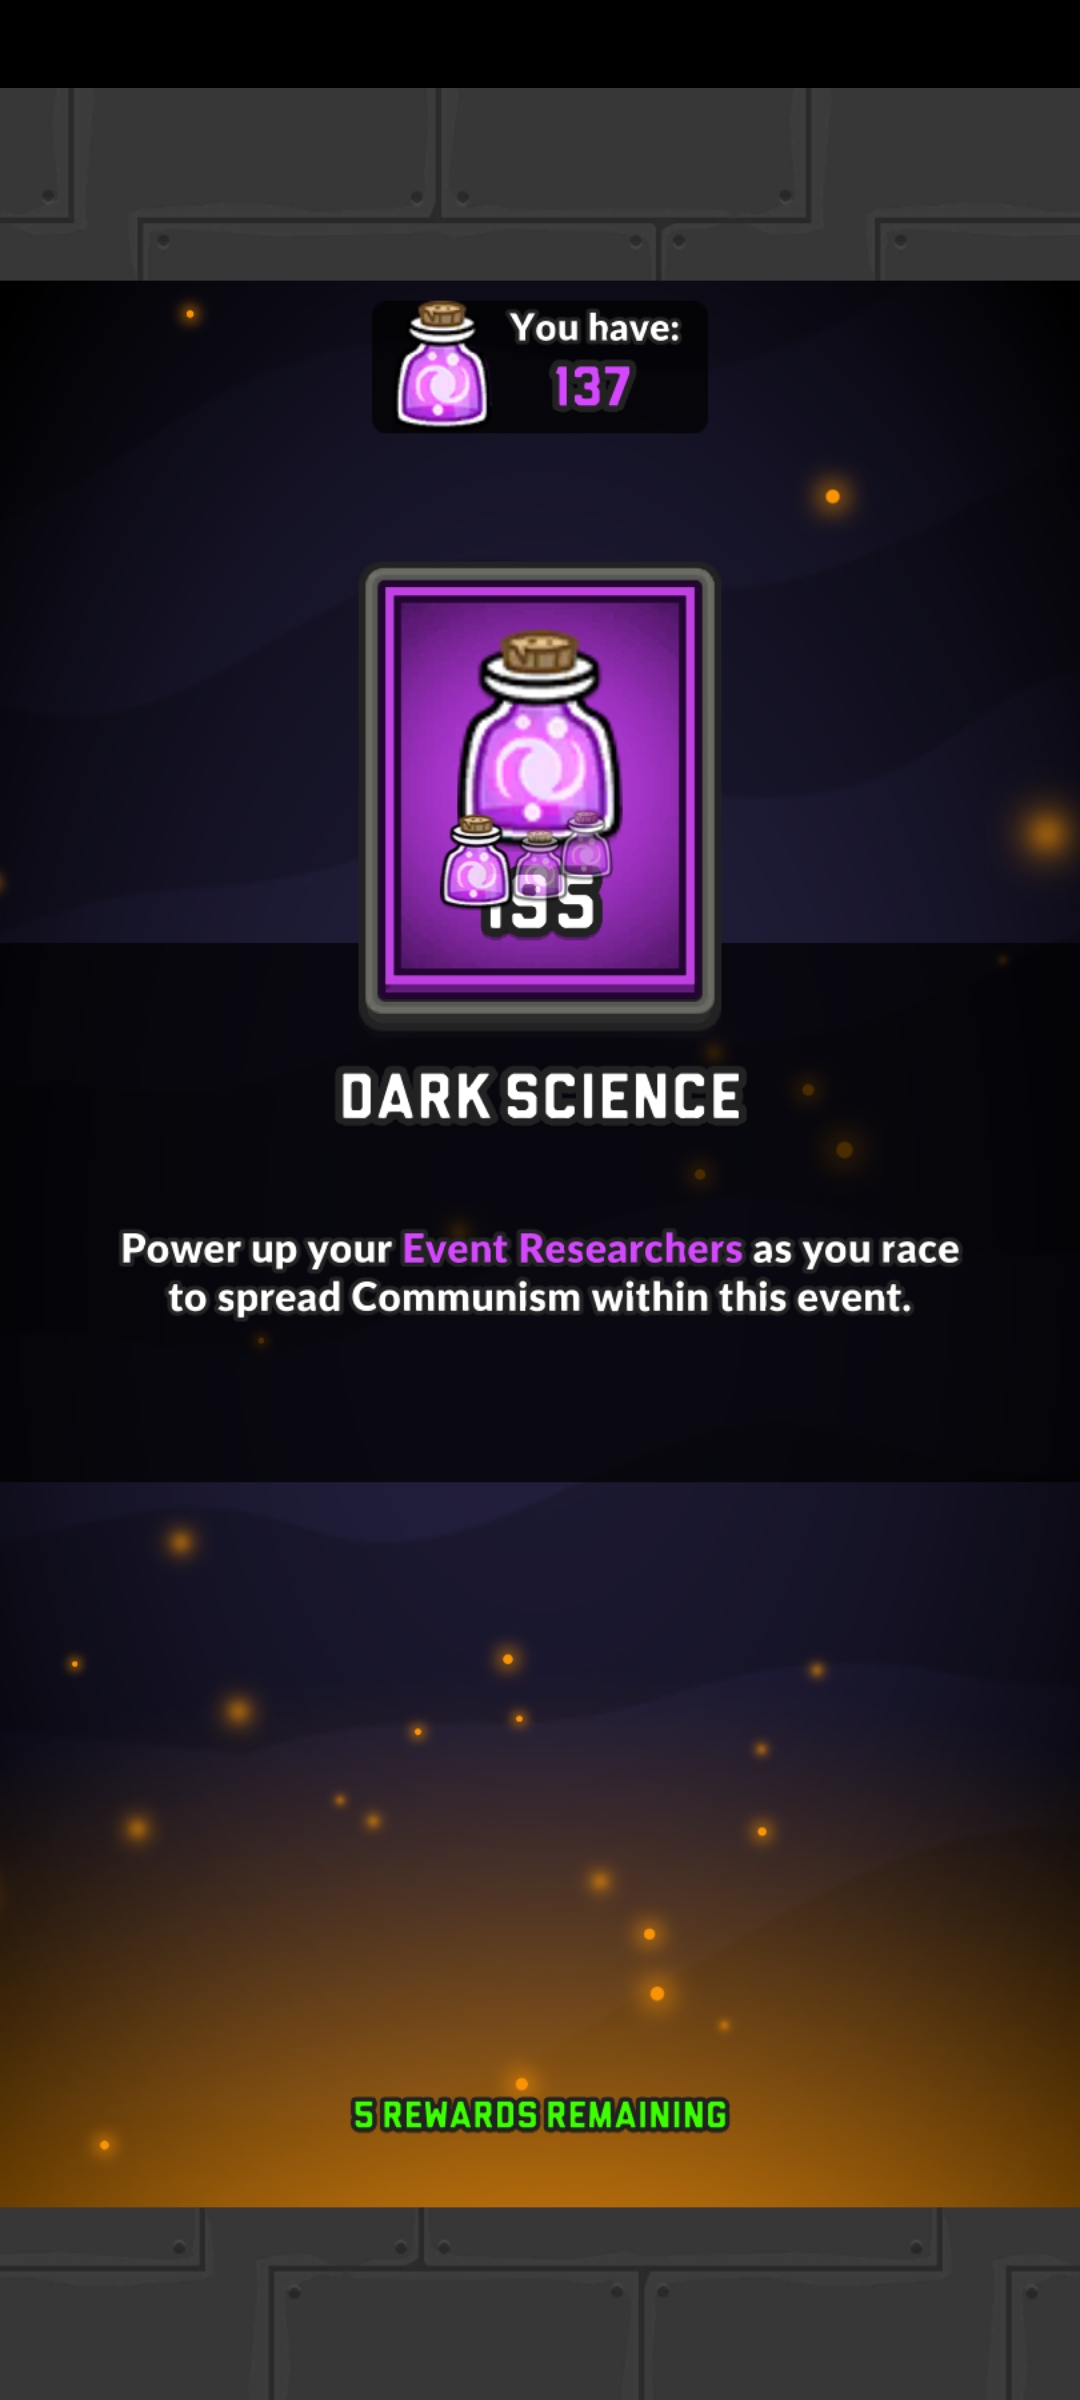 You have:
137
DARK SCIENCE
Power up your Event Researchers as you race
to spread Communism within this event.
5 REWARDS REMAINING